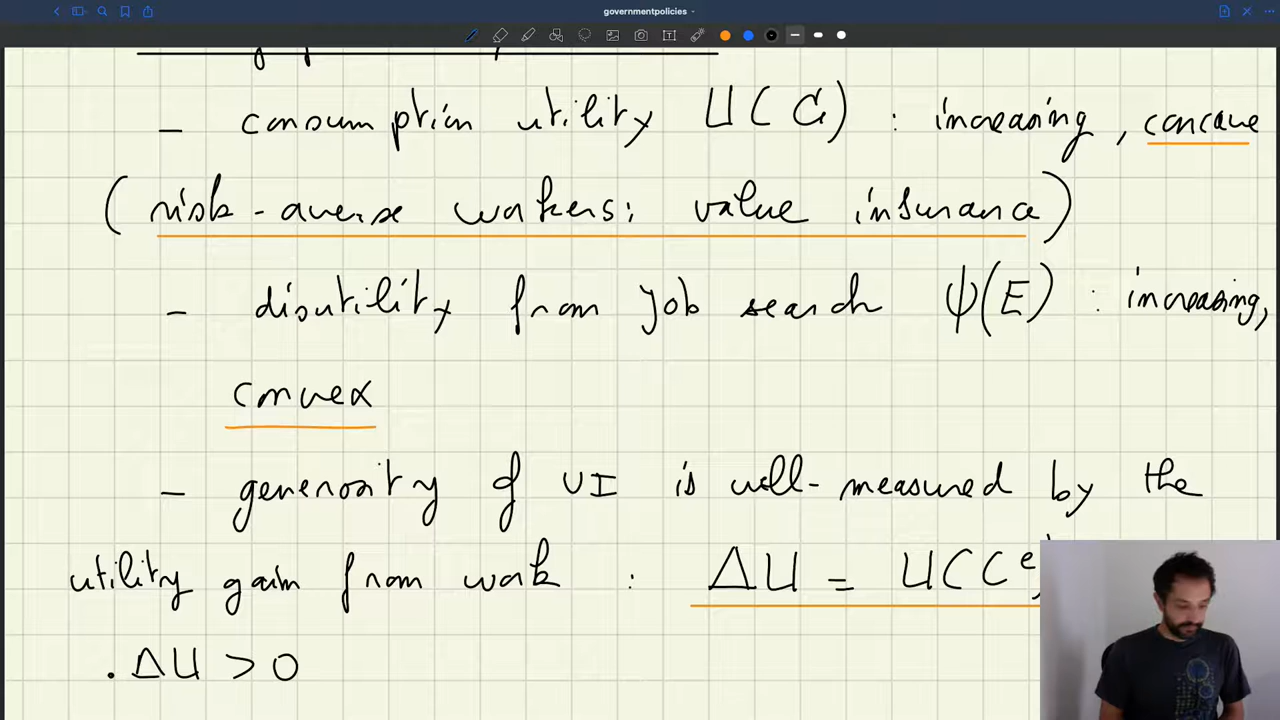 governmentpolicies
- consumption utility U(C) : increasing, concave
(risk-averse workers: value insurance)
- disutility from job search ψ(E) : increasing,
convex
- generosity of UI is well-measured by the
utility gain from work : ΔU = U(Cᵉ)
. ΔU > 0